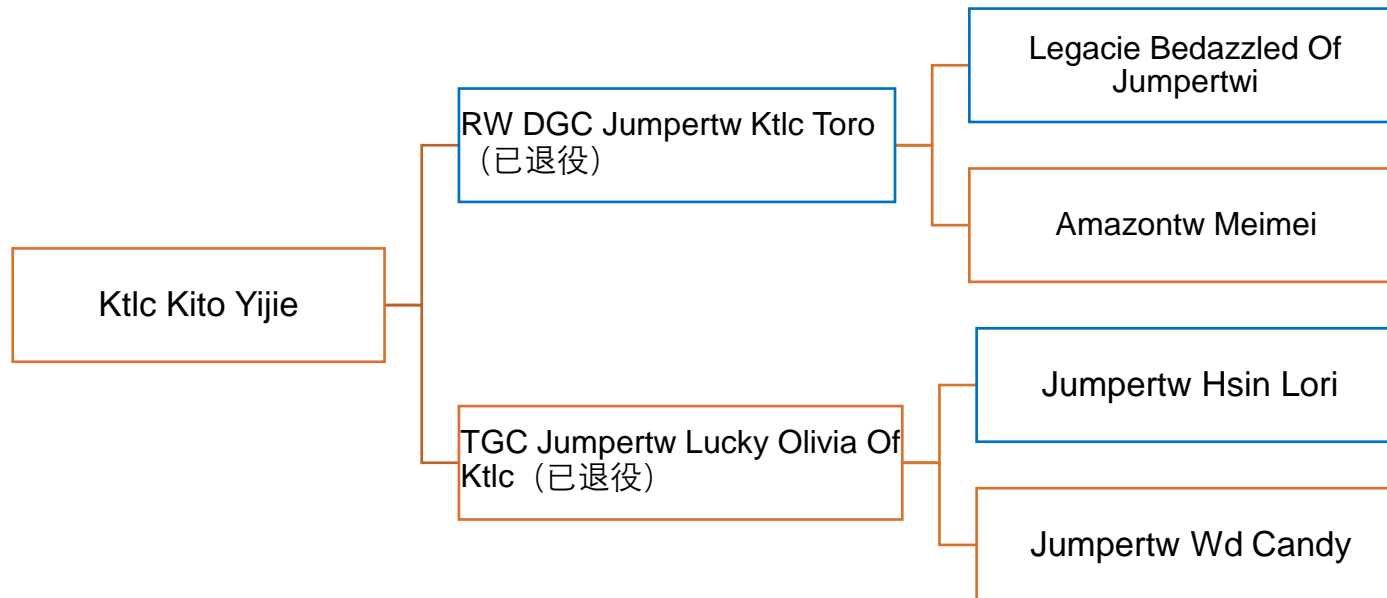 Legacie Bedazzled Of
Jumpertwi
RW DGC Jumpertw Ktlc Toro
（已退役）
Amazontw Meimei
Ktlc Kito Yijie
Jumpertw Hsin Lori
TGC Jumpertw Lucky Olivia Of
Ktlc（已退役）
Jumpertw Wd Candy